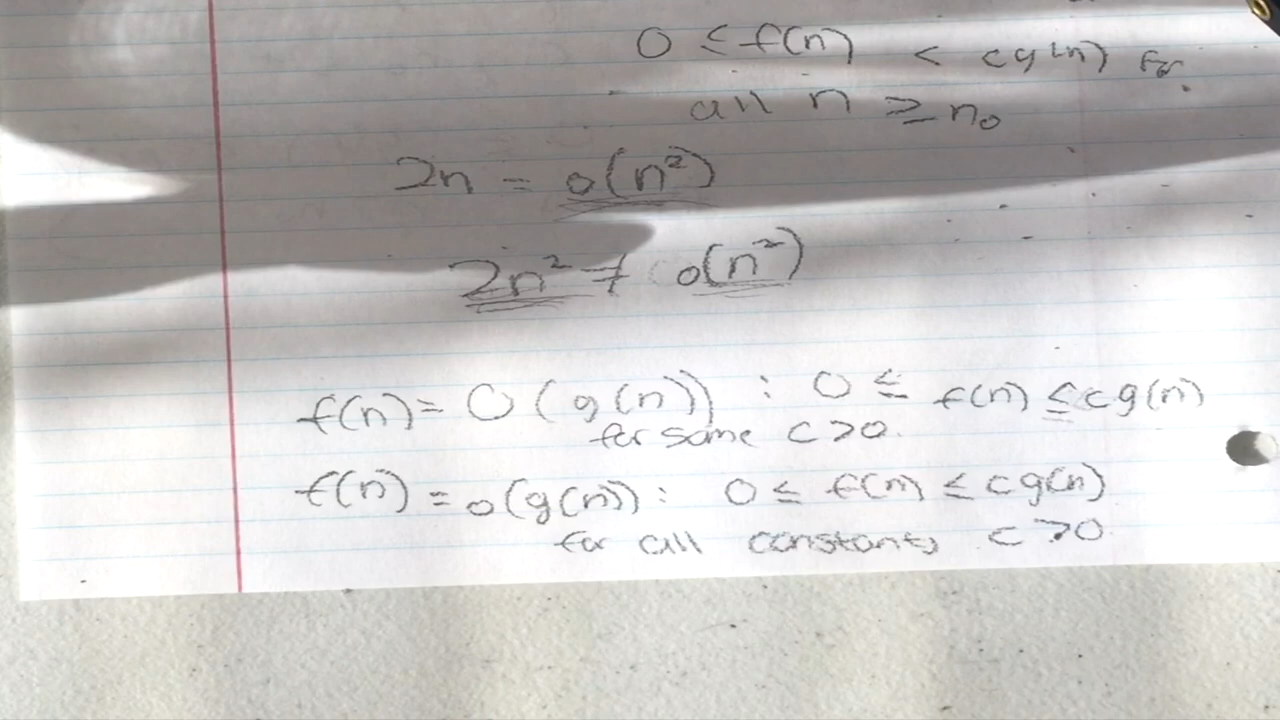 0 ≤ f(n) < cg(n) for
all n ≥ n₀
2n = o(n²)
2n² ≠ o(n²)
f(n) = O(g(n)) : 0 ≤ f(n) ≤ cg(n)
for some c>0.
f(n) = o(g(n)) : 0 ≤ f(n) ≤ cg(n)
for all constants c>0